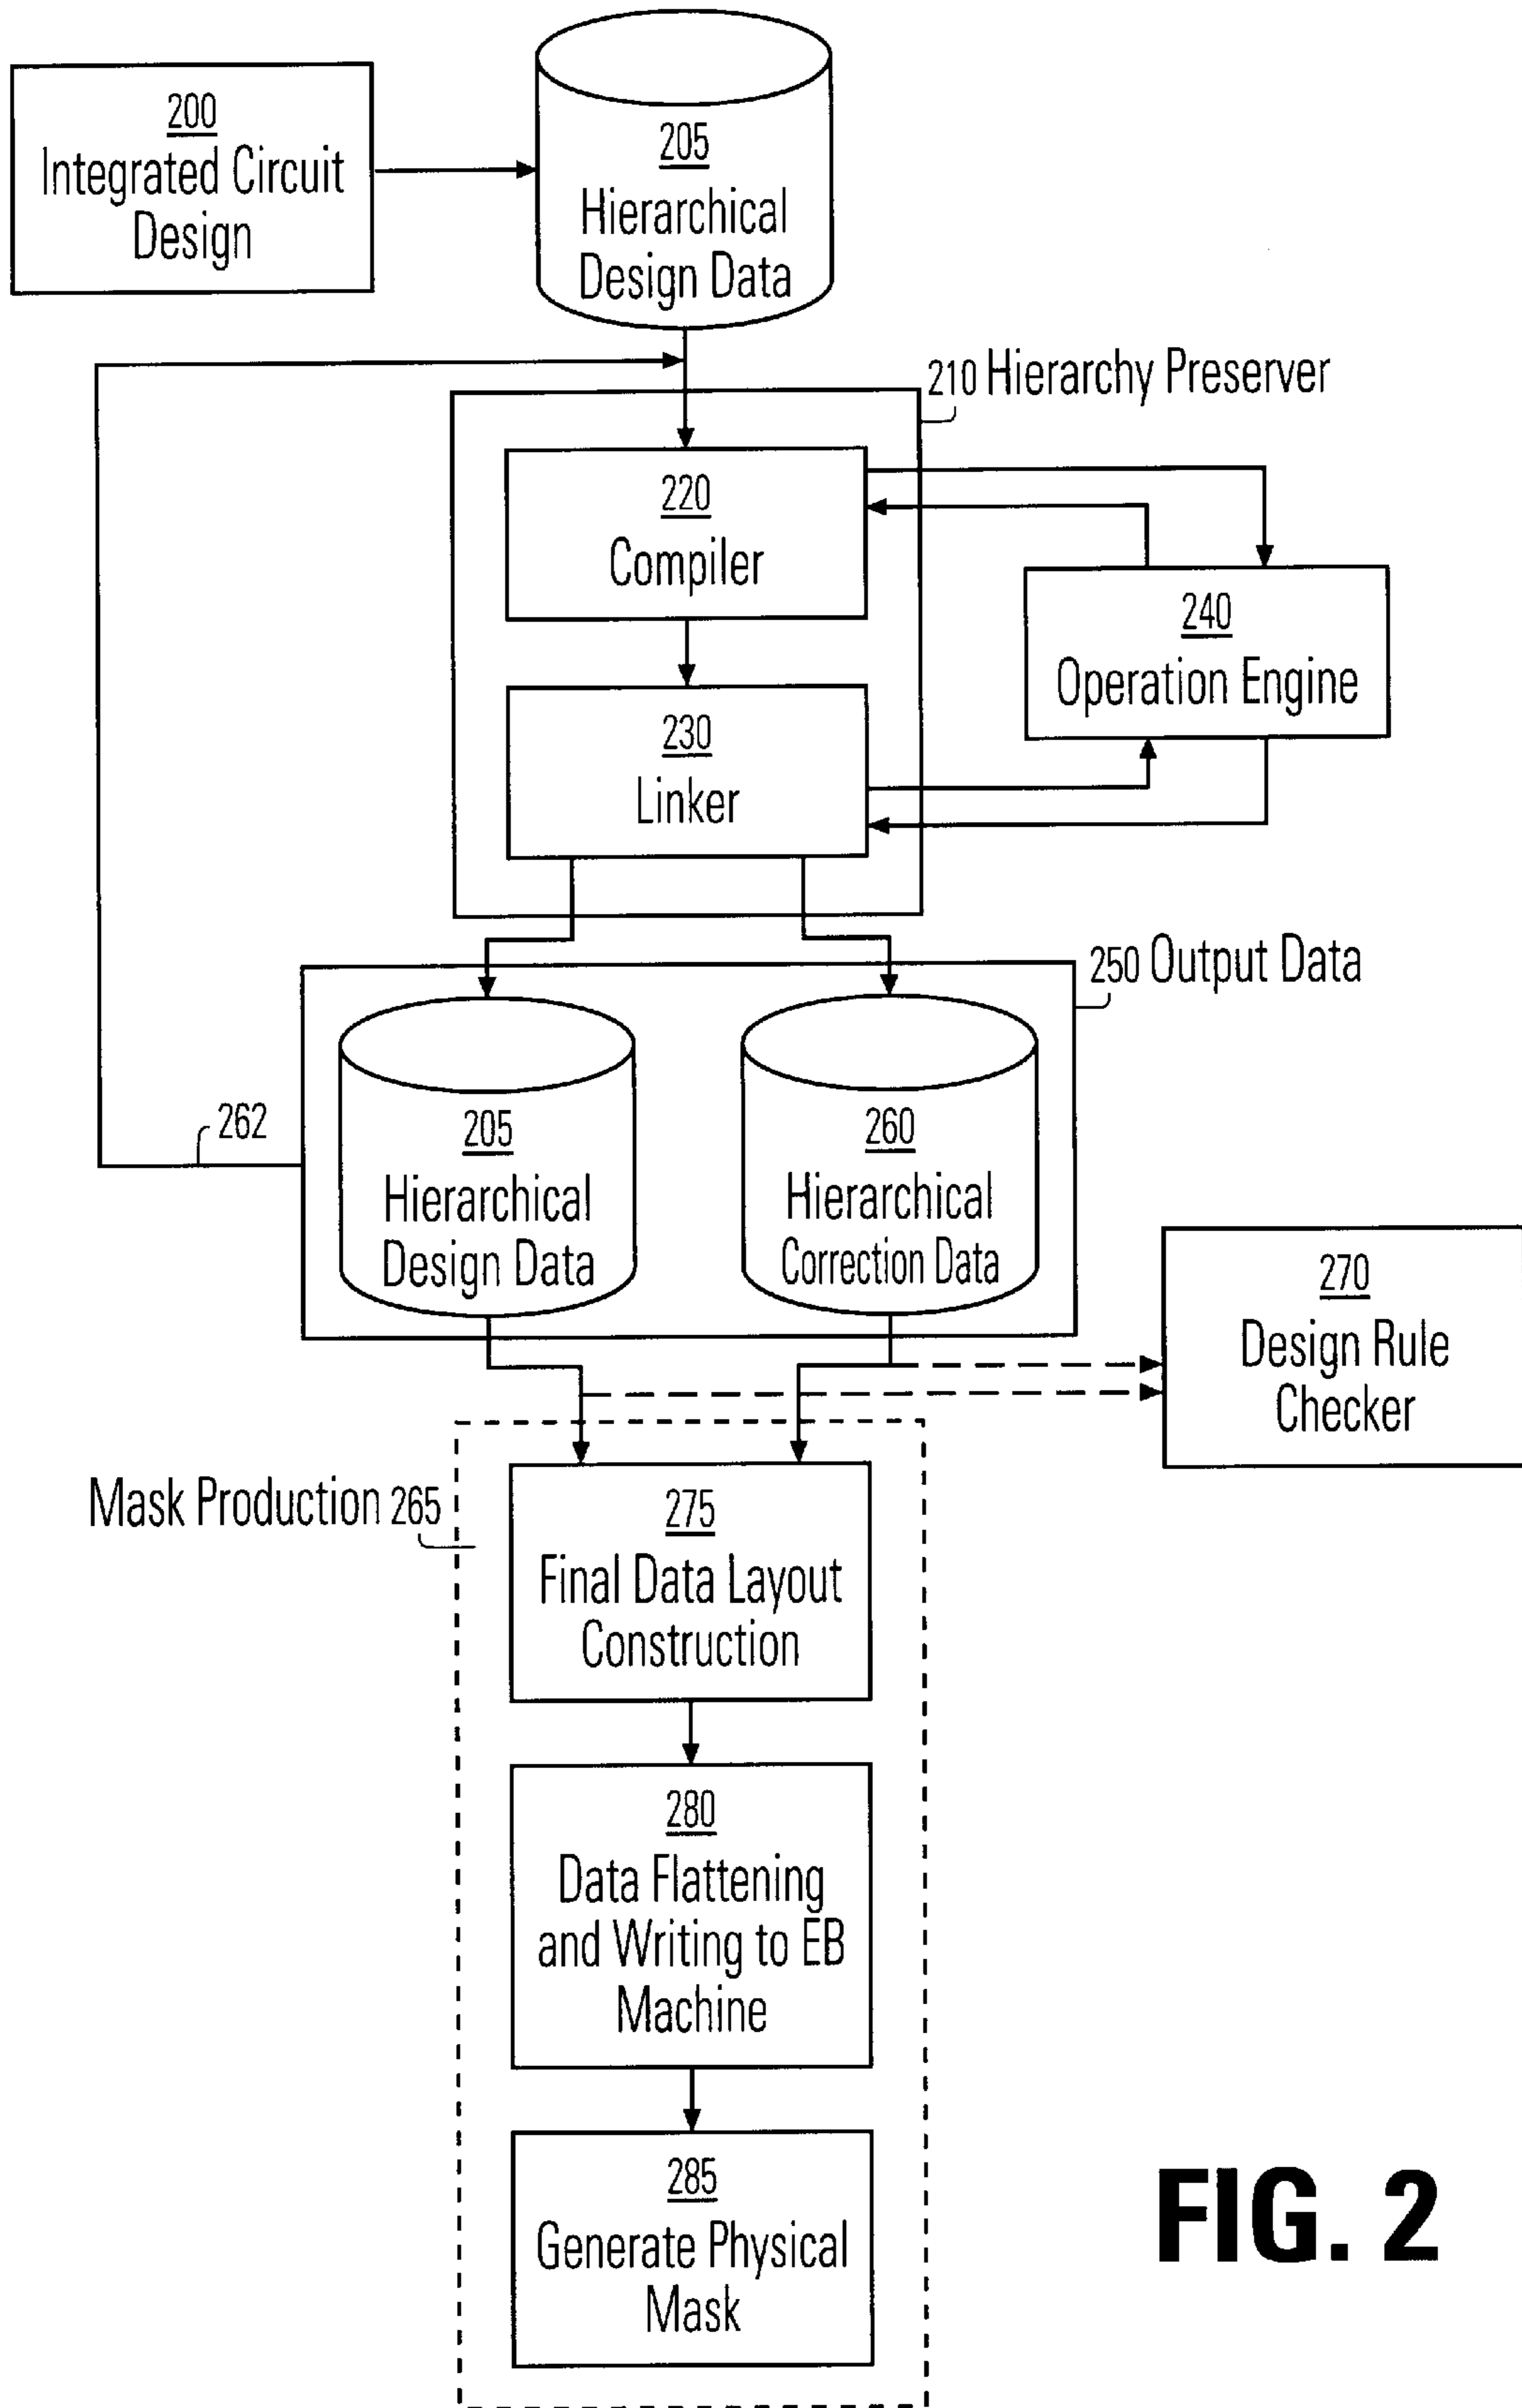 200
Integrated Circuit
Design
205
Hierarchical
Design Data
210 Hierarchy Preserver
220
Compiler
240
Operation Engine
230
Linker
250 Output Data
262
205
Hierarchical
Design Data
260
Hierarchical
Correction Data
270
Design Rule
Checker
Mask Production 265
275
Final Data Layout
Construction
280
Data Flattening
and Writing to EB
Machine
285
Generate Physical
Mask
FIG. 2